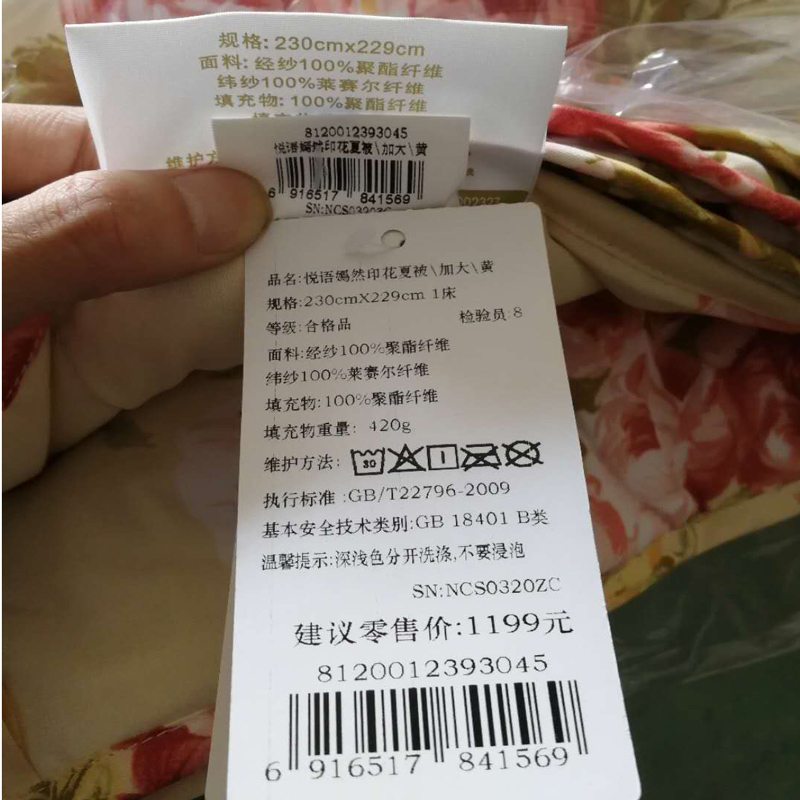 规格: 230cmx229cm
面料: 经纱100%聚酯纤维
纬纱100%莱赛尔纤维
填充物: 100%聚酯纤维
8120012393045
悦语嫣然印花夏被\加大\黄
维护方
6 916517 841569
品名:悦语嫣然印花夏被\加大\黄
规格:230cmX229cm 1床
等级:合格品 检验员:8
面料:经纱100%聚酯纤维
纬纱100%莱赛尔纤维
填充物:100%聚酯纤维
填充物重量: 420g
维护方法: 30
执行标准 :GB/T22796-2009
基本安全技术类别:GB 18401 B类
温馨提示:深浅色分开洗涤,不要浸泡
SN:NCS0320ZC
建议零售价:1199元
8120012393045
6 916517 841569